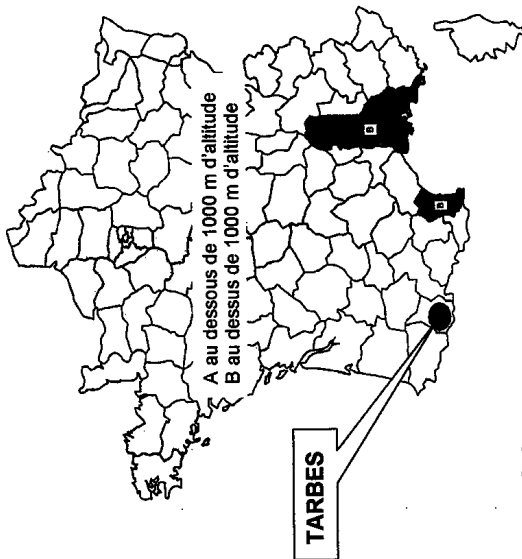 A au dessous de 1000 m d'altitude
B au dessus de 1000 m d'altitude
B
B
TARBES